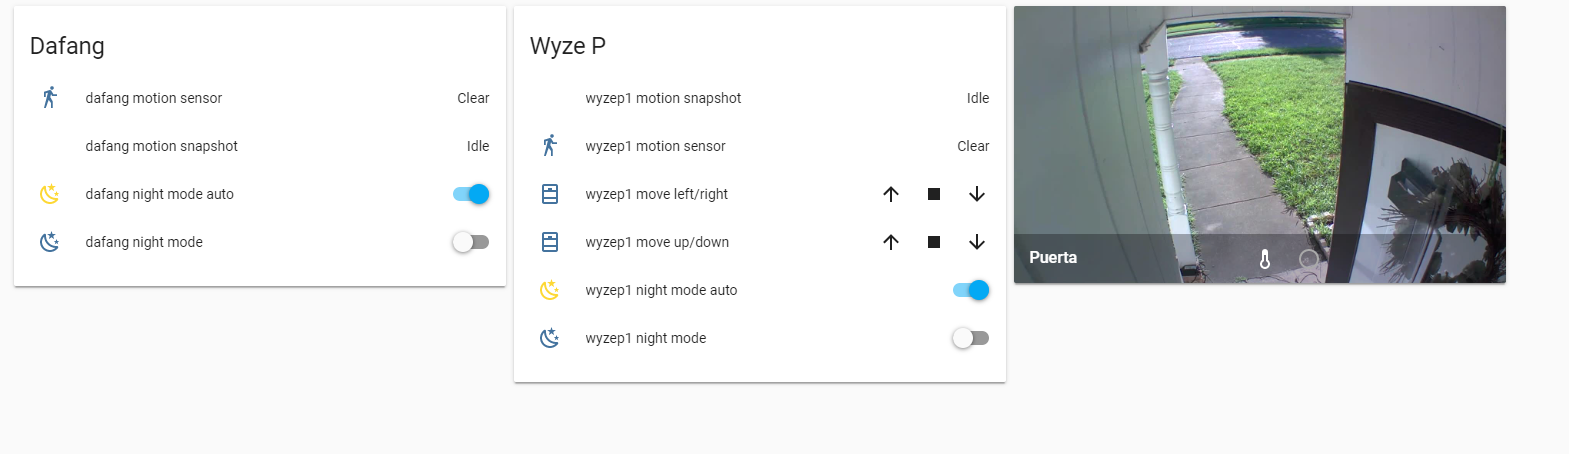 Dafang
dafang motion sensor Clear
dafang motion snapshot Idle
dafang night mode auto
dafang night mode
Wyze P
wyzep1 motion snapshot Idle
wyzep1 motion sensor Clear
wyzep1 move left/right
wyzep1 move up/down
wyzep1 night mode auto
wyzep1 night mode
Puerta